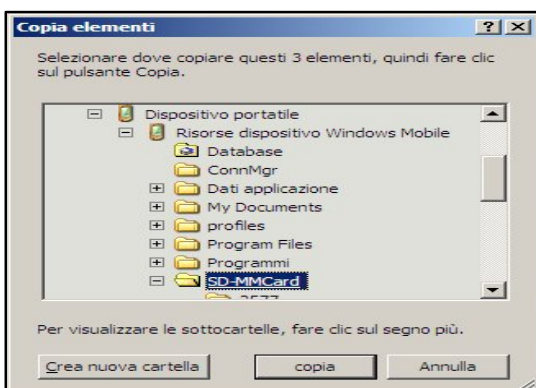 Copia elementi
Selezionare dove copiare questi 3 elementi, quindi fare clic
sul pulsante Copia.
Dispositivo portatile
Risorse dispositivo Windows Mobile
Database
ConnMgr
Dati applicazione
My Documents
profiles
Program Files
Programmi
SD-MMCard
Per visualizzare le sottocartelle, fare clic sul segno più.
Crea nuova cartella
copia
Annulla